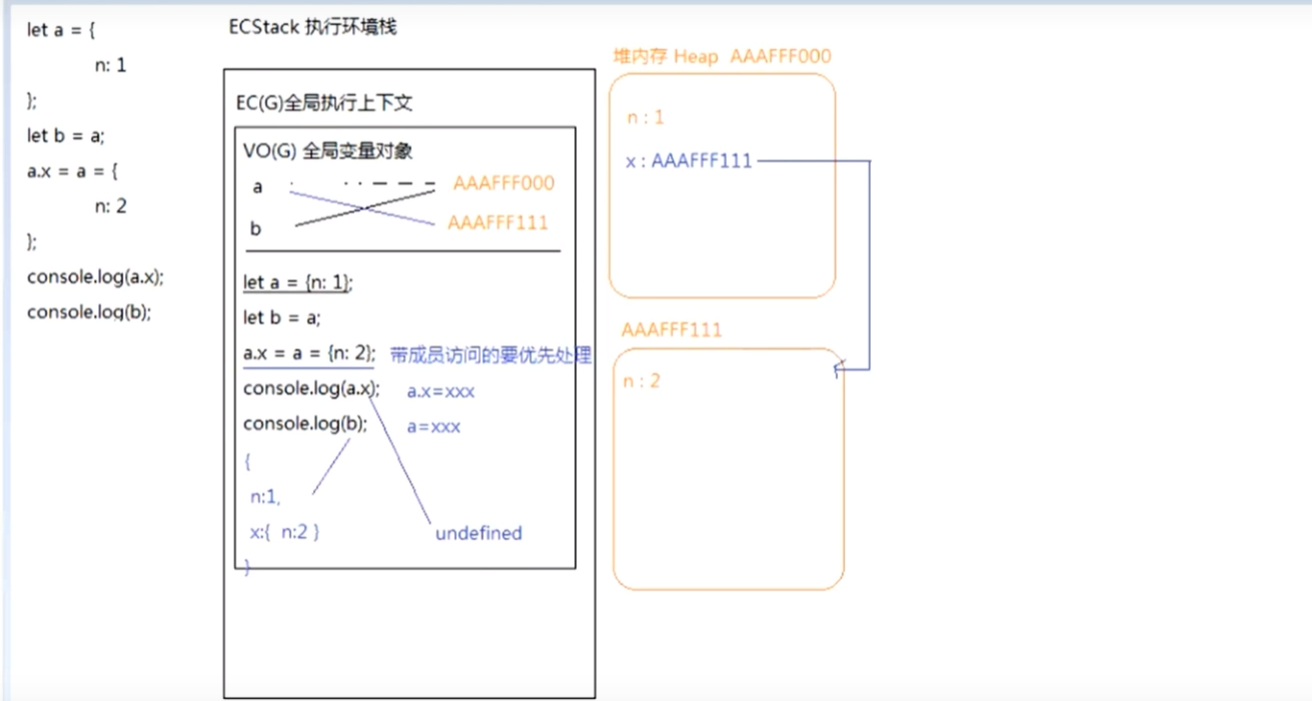 let a = {
n: 1
};
let b = a;
a.x = a = {
n: 2
};
console.log(a.x);
console.log(b);
ECStack 执行环境栈
EC(G)全局执行上下文
VO(G) 全局变量对象
a AAAFFF000
b AAAFFF111
let a = {n: 1};
let b = a;
a.x = a = {n: 2}; 带成员访问的要优先处理
console.log(a.x); a.x=xxx
console.log(b); a=xxx
{
n:1,
x:{ n:2 } undefined
}
堆内存 Heap AAAFFF000
n : 1
x : AAAFFF111
AAAFFF111
n : 2